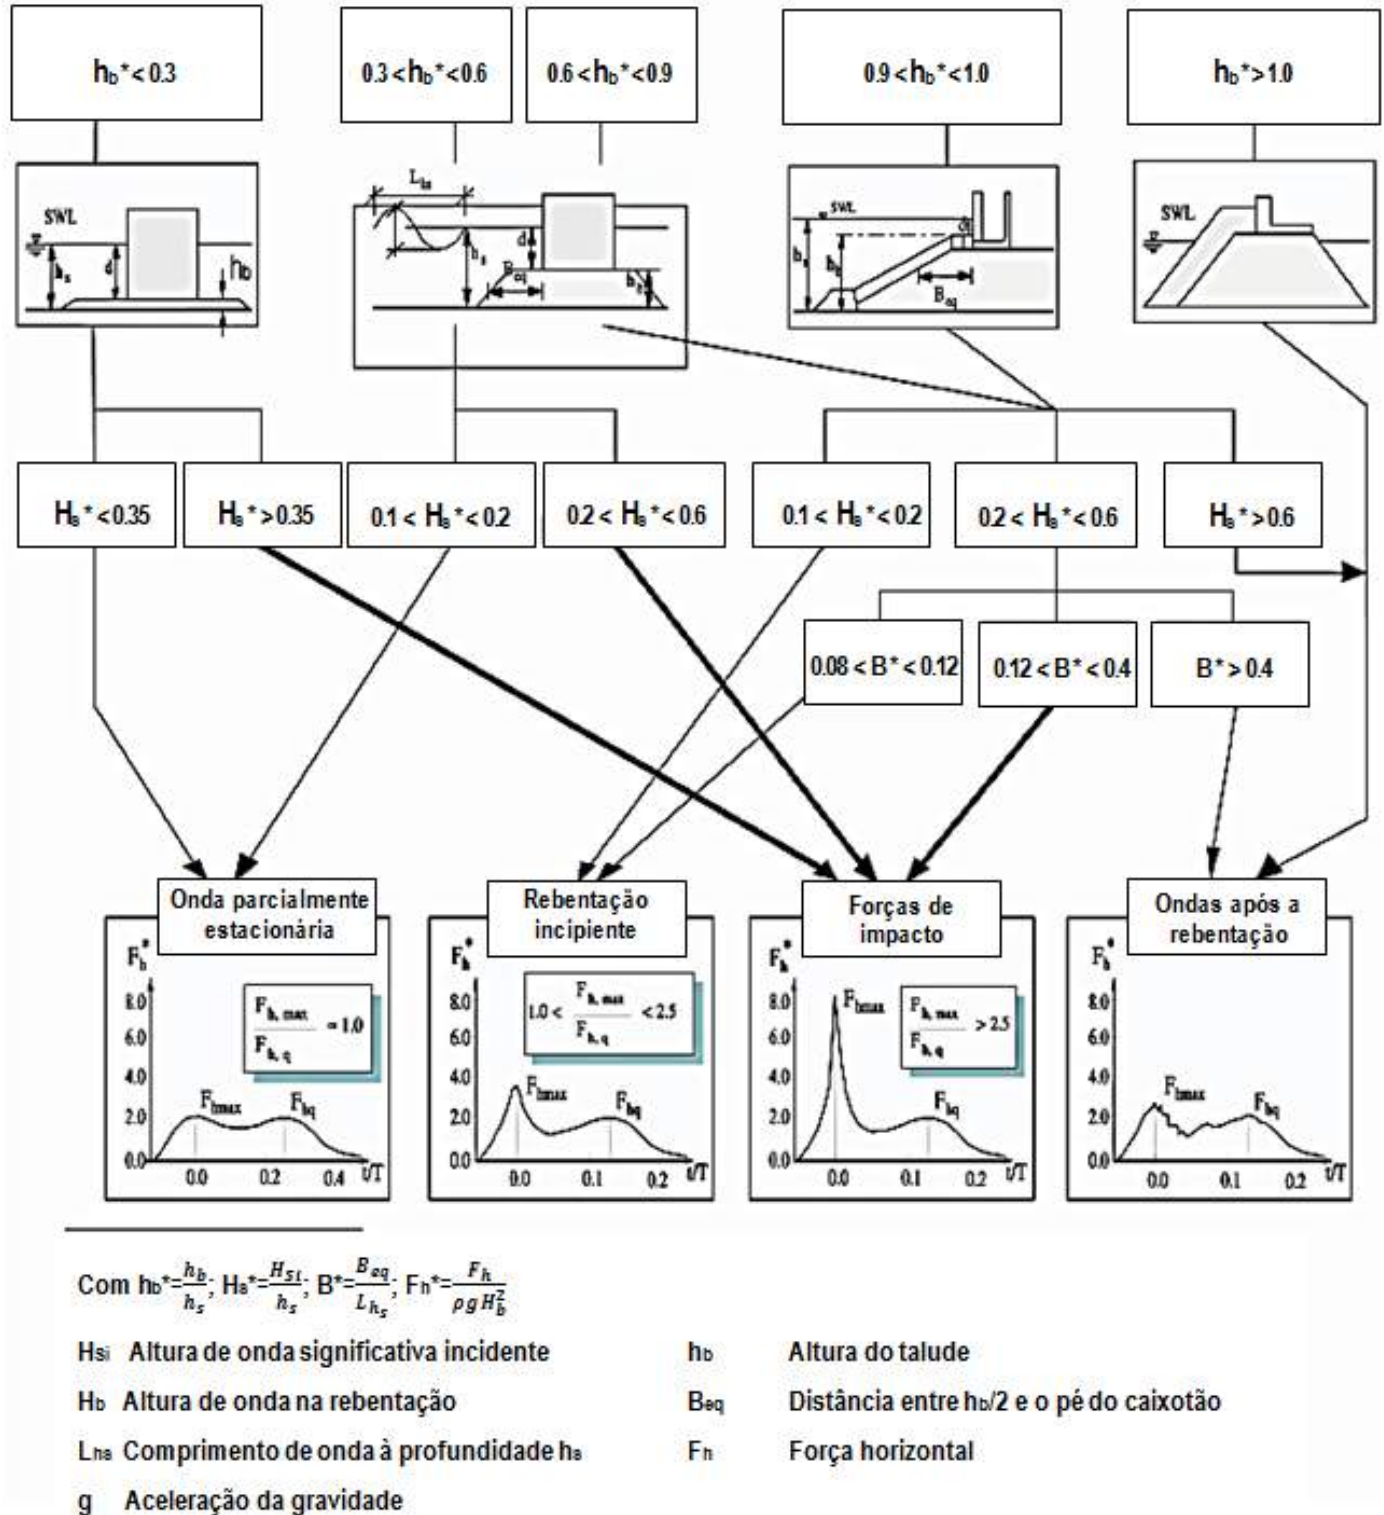 hb* < 0.3
0.3 < hb* < 0.6
0.6 < hb* < 0.9
0.9 < hb* < 1.0
hb* > 1.0
SWL
hs
d
hb
Lhs
d
hs
Beq
hb
SWL
d
hs
hb
Beq
SWL
Hs* < 0.35
Hs* > 0.35
0.1 < Hs* < 0.2
0.2 < Hs* < 0.6
0.1 < Hs* < 0.2
0.2 < Hs* < 0.6
Hs* > 0.6
0.08 < B* < 0.12
0.12 < B* < 0.4
B* > 0.4
Onda parcialmente
estacionária
Fh*
8.0
6.0
4.0
2.0
0.0
Fh, max / Fh, q = 1.0
Fhmax
Fhq
0.0 0.2 0.4 t/T
Rebentação
incipiente
Fh*
8.0
6.0
4.0
2.0
0.0
1.0 < Fh, max / Fh, q < 2.5
Fhmax
Fhq
0.0 0.1 0.2 t/T
Forças de
impacto
Fh*
8.0
6.0
4.0
2.0
0.0
Fhmax
Fh, max / Fh, q > 2.5
Fhq
0.0 0.1 0.2 t/T
Ondas após a
rebentação
Fh*
8.0
6.0
4.0
2.0
0.0
Fhmax
Fhq
0.0 0.1 0.2 t/T
Com hb*=hb/hs; Hs*=HSi/hs; B*=Beq/Lhs; Fh*=Fh/ρgHb²
Hsi Altura de onda significativa incidente
hb Altura do talude
Hb Altura de onda na rebentação
Beq Distância entre hb/2 e o pé do caixotão
Lhs Comprimento de onda à profundidade hs
Fh Força horizontal
g Aceleração da gravidade